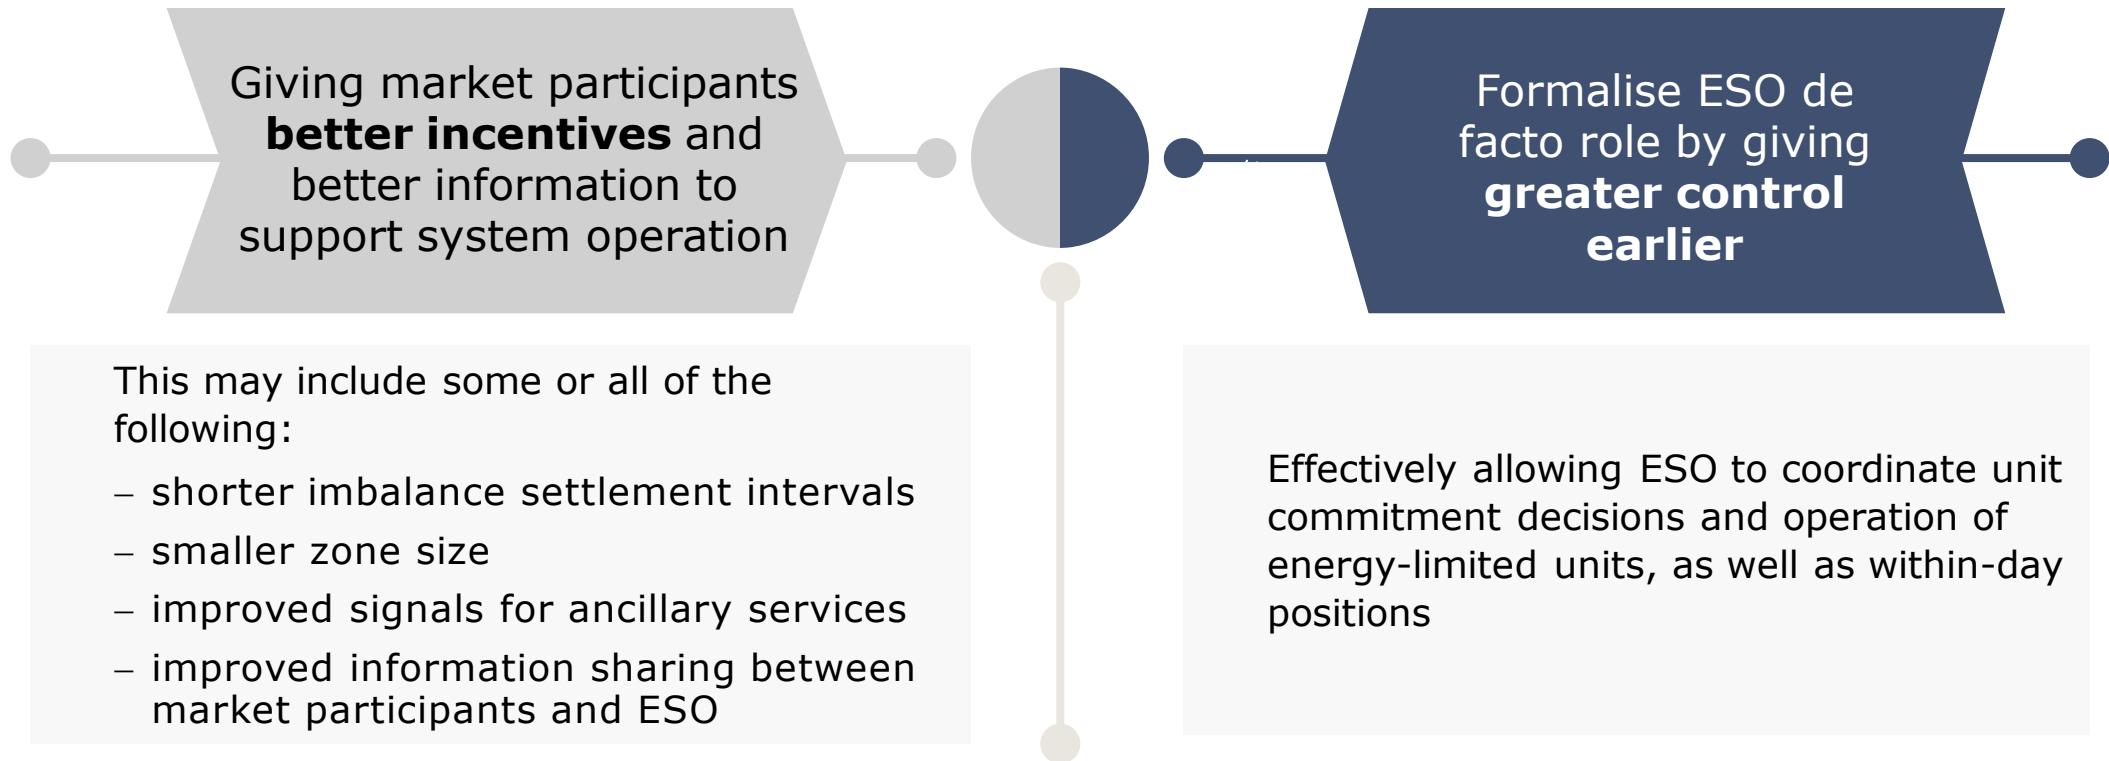 Giving market participants
better incentives and
better information to
support system operation
Formalise ESO de
facto role by giving
greater control
earlier
This may include some or all of the
following:
– shorter imbalance settlement intervals
– smaller zone size
– improved signals for ancillary services
– improved information sharing between
market participants and ESO
Effectively allowing ESO to coordinate unit
commitment decisions and operation of
energy-limited units, as well as within-day
positions